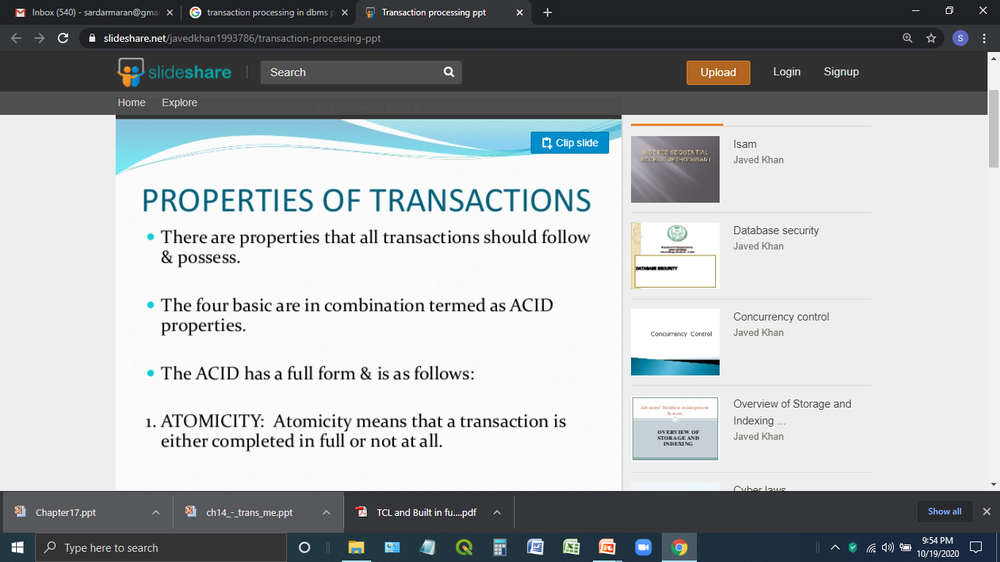 Inbox (540) - sardarmaran@gma
transaction processing in dbms p
Transaction processing ppt
slideshare.net/javedkhan1993786/transaction-processing-ppt
S
slideshare
Search
Upload
Login
Signup
Home
Explore
Clip slide
PROPERTIES OF TRANSACTIONS
There are properties that all transactions should follow
& possess.
The four basic are in combination termed as ACID
properties.
The ACID has a full form & is as follows:
1. ATOMICITY: Atomicity means that a transaction is
either completed in full or not at all.
INDEXED SEQUENTIAL
ACCESS METHOD(ISAM)
Isam
Javed Khan
DATABASE SECURITY
Database security
Javed Khan
Concurrency Control
Concurrency control
Javed Khan
Advanced Database management
System
OVERVIEW OF
STORAGE AND
INDEXING
Overview of Storage and
Indexing ...
Javed Khan
Cyber laws
Chapter17.ppt
ch14_-_trans_me.ppt
TCL and Built in fu....pdf
Show all
Type here to search
9:54 PM
10/19/2020